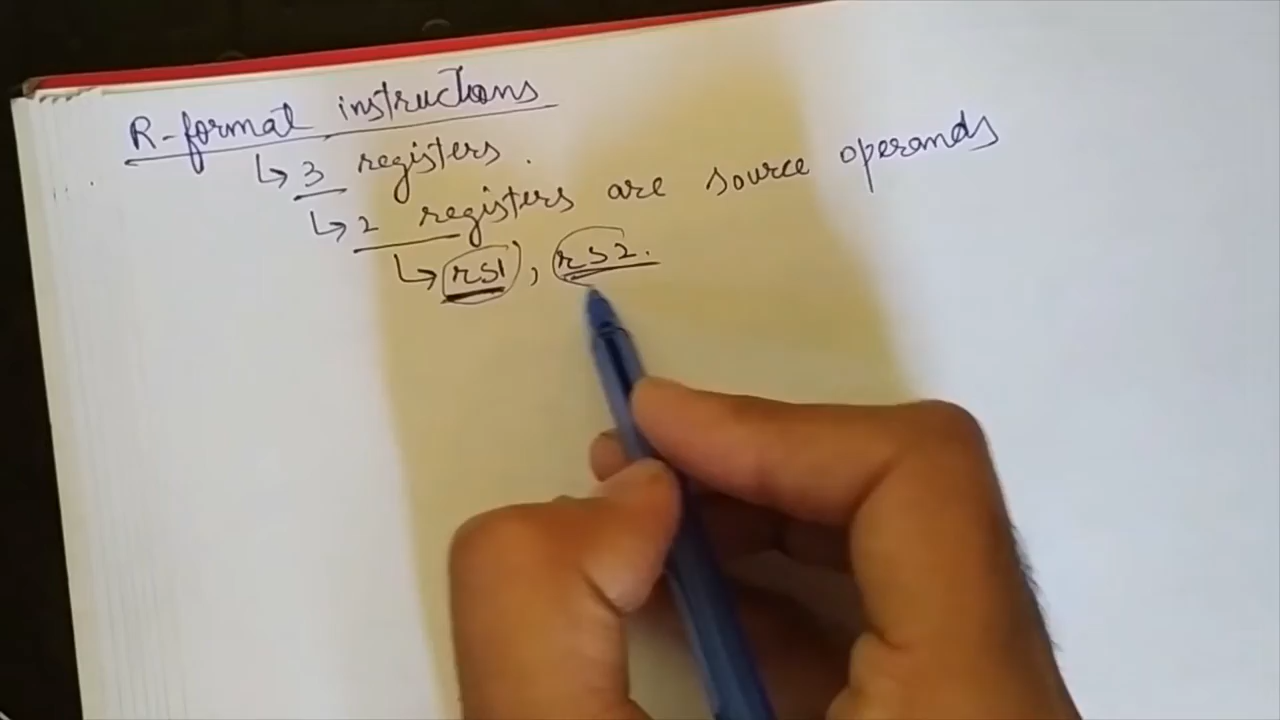 R-format instructions
↳ 3 registers.
↳ 2 registers are source operands
↳ rs1, rs2.